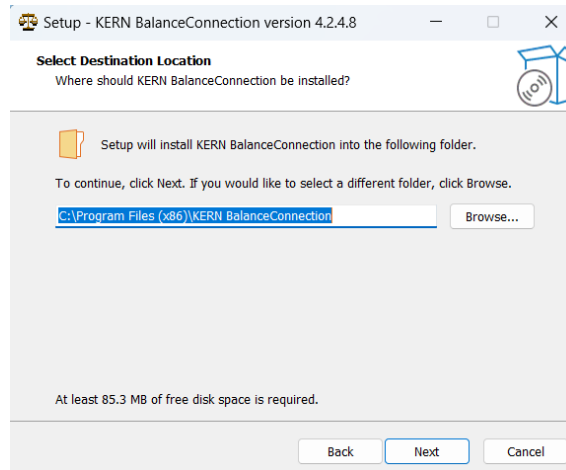 Setup - KERN BalanceConnection version 4.2.4.8
Select Destination Location
Where should KERN BalanceConnection be installed?
Setup will install KERN BalanceConnection into the following folder.
To continue, click Next. If you would like to select a different folder, click Browse.
C:\Program Files (x86)\KERN BalanceConnection
Browse...
At least 85.3 MB of free disk space is required.
Back Next Cancel